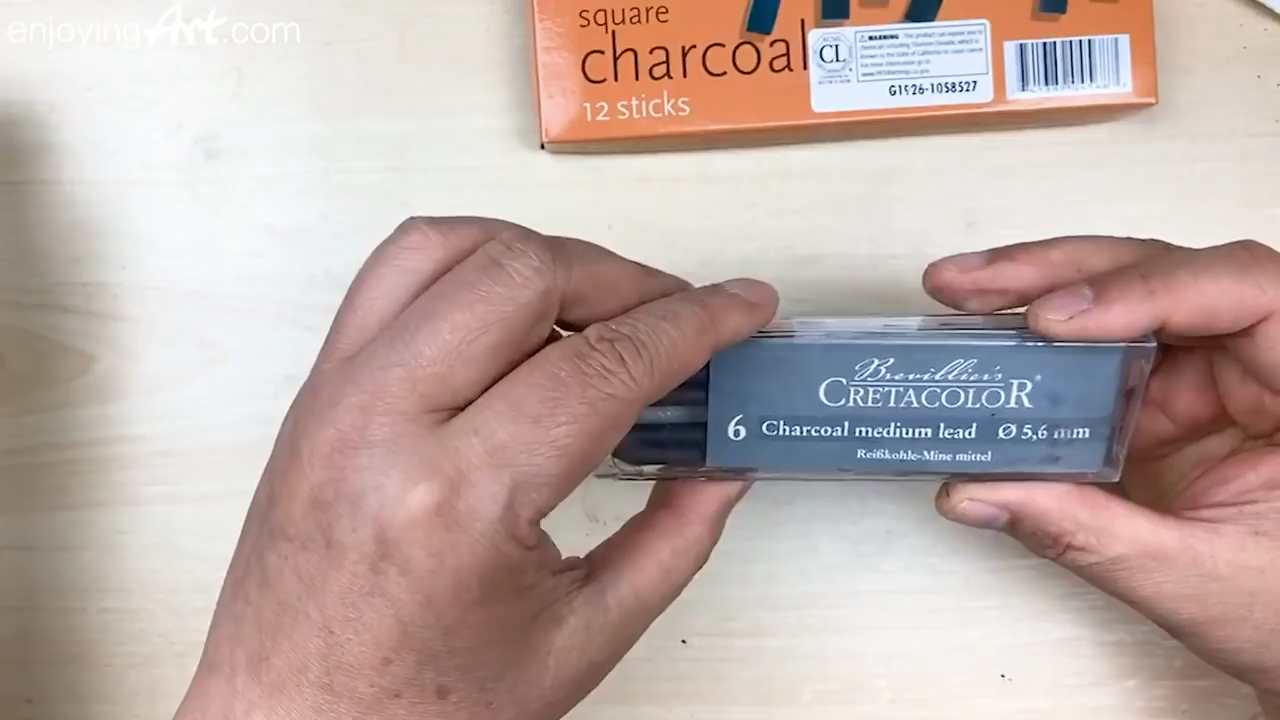 enjoyingArt.com
square
charcoal
12 sticks
CL
WARNING
G1926-1058527
Brevillier's
CRETACOLOR®
6 Charcoal medium lead Ø 5,6 mm
Reißkohle-Mine mittel